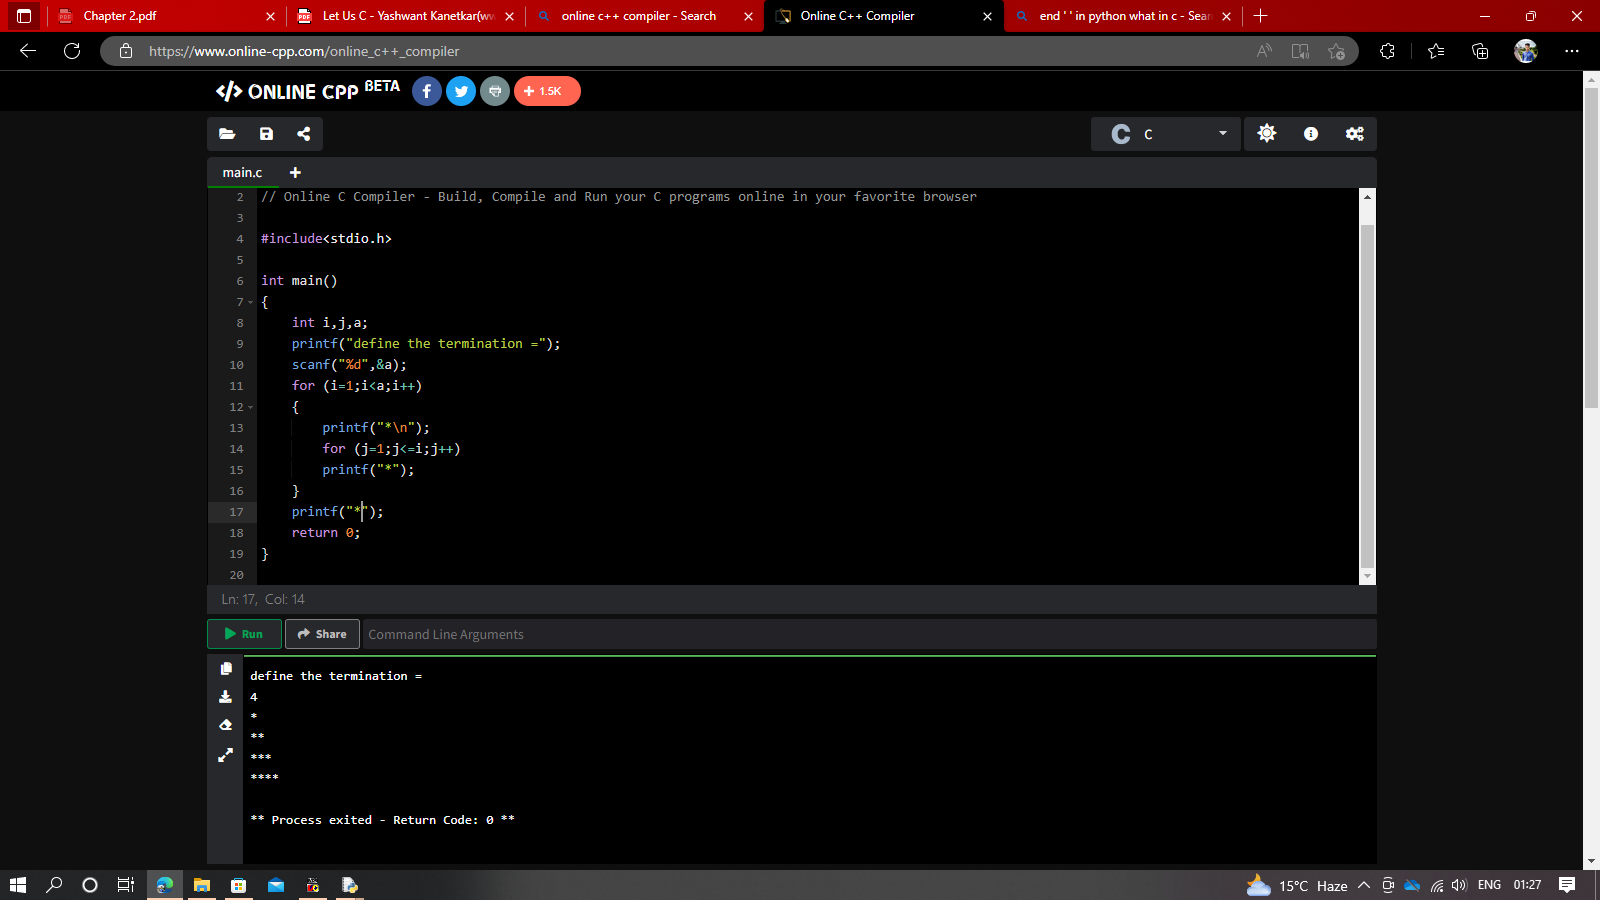 Chapter 2.pdf
Let Us C - Yashwant Kanetkar(ww
online c++ compiler - Search
Online C++ Compiler
end ' ' in python what in c - Sear
https://www.online-cpp.com/online_c++_compiler
ONLINE CPP BETA
1.5K
C
main.c
2 // Online C Compiler - Build, Compile and Run your C programs online in your favorite browser
3
4 #include<stdio.h>
5
6 int main()
7 {
8 int i,j,a;
9 printf("define the termination =");
10 scanf("%d",&a);
11 for (i=1;i<a;i++)
12 {
13 printf("*\n");
14 for (j=1;j<=i;j++)
15 printf("*");
16 }
17 printf("*");
18 return 0;
19 }
20
Ln: 17, Col: 14
Run
Share
Command Line Arguments
define the termination =
4
*
**
***
****
** Process exited - Return Code: 0 **
15°C Haze
ENG
01:27